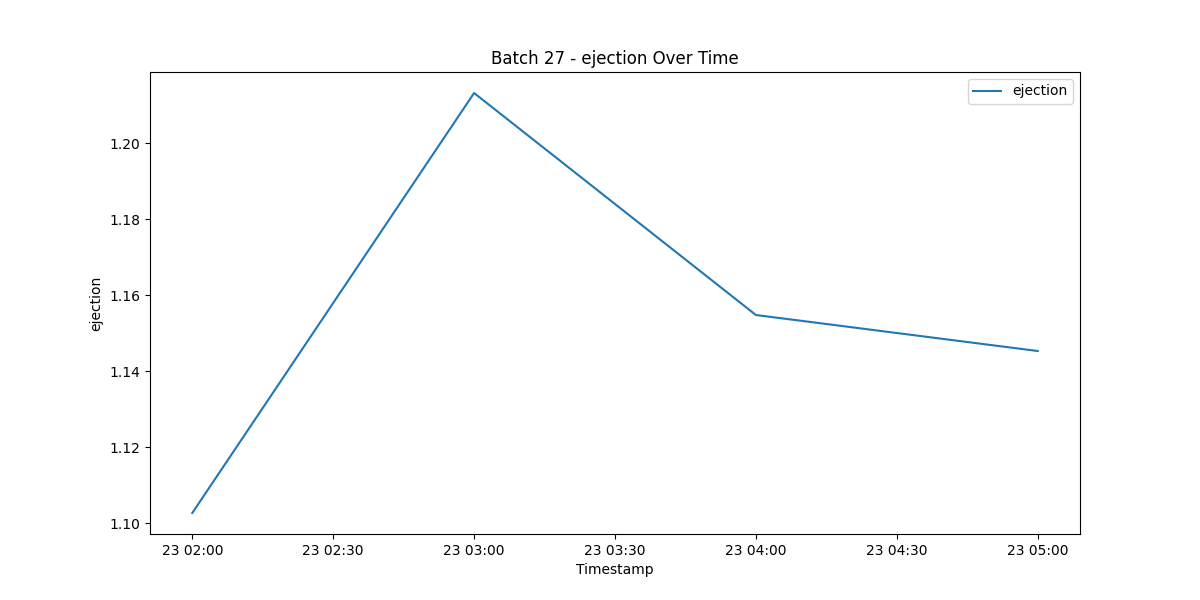 Batch 27 - ejection Over Time
ejection
1.20
1.18
1.16
1.14
1.12
1.10
ejection
23 02:00 23 02:30 23 03:00 23 03:30 23 04:00 23 04:30 23 05:00
Timestamp